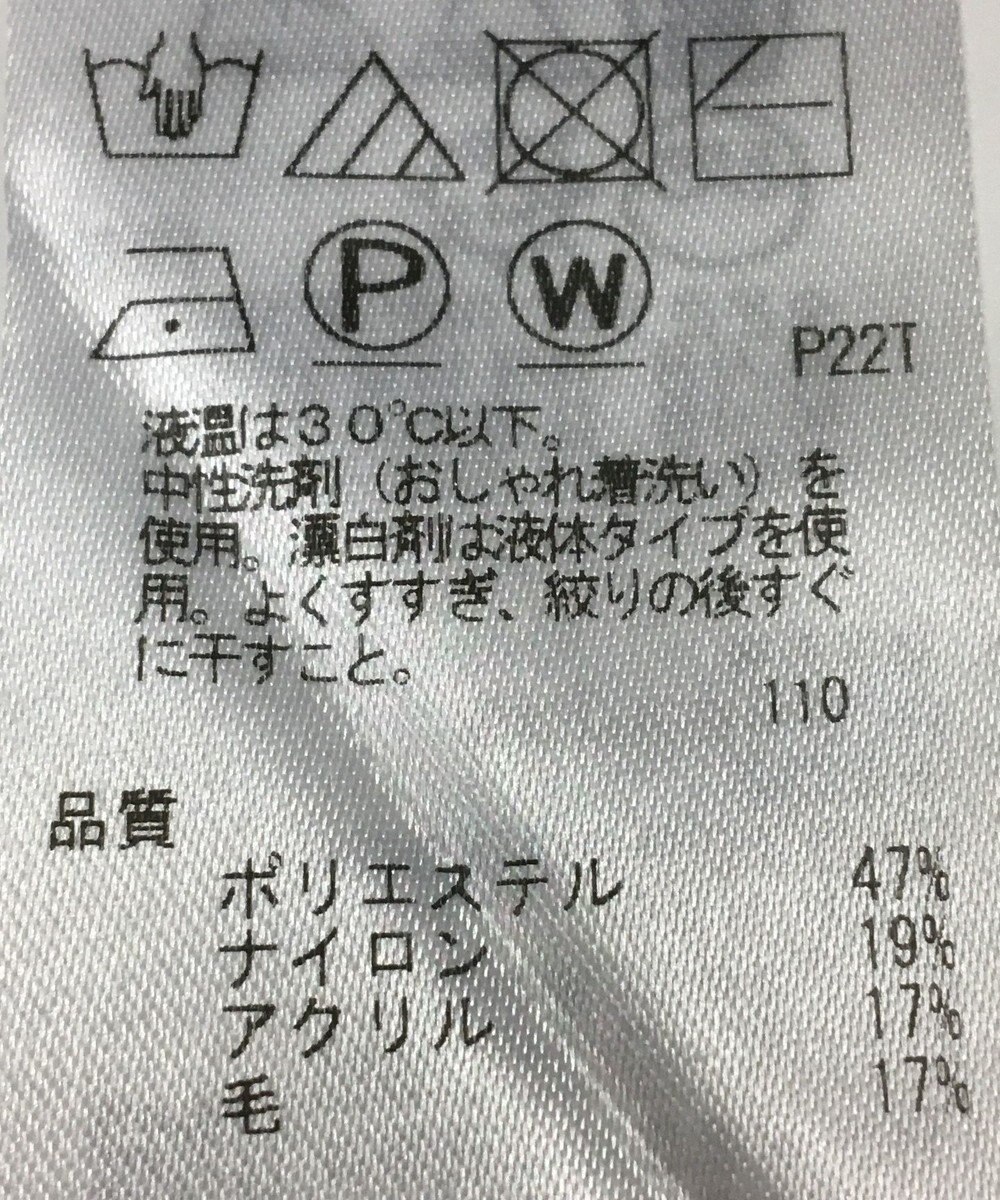 P W
P22T
液温は30℃以下。
中性洗剤（おしゃれ着洗い）を
使用。漂白剤は液体タイプを使
用。よくすすぎ、絞りの後すぐ
に干すこと。
110
品質
ポリエステル 47%
ナイロン 19%
アクリル 17%
毛 17%